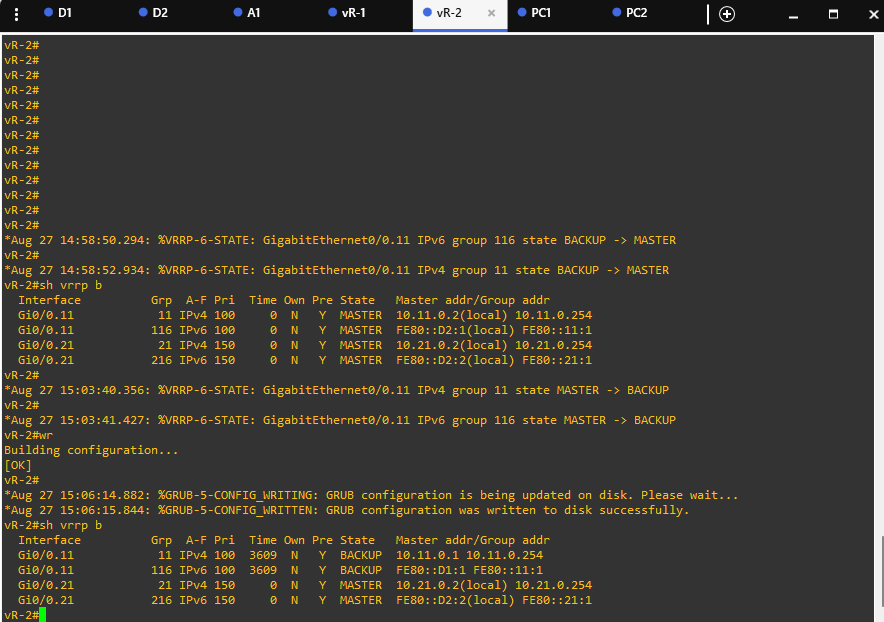 D1 D2 A1 vR-1 vR-2 × PC1 PC2
vR-2#
vR-2#
vR-2#
vR-2#
vR-2#
vR-2#
vR-2#
vR-2#
vR-2#
vR-2#
vR-2#
vR-2#
vR-2#
*Aug 27 14:58:50.294: %VRRP-6-STATE: GigabitEthernet0/0.11 IPv6 group 116 state BACKUP -> MASTER
vR-2#
*Aug 27 14:58:52.934: %VRRP-6-STATE: GigabitEthernet0/0.11 IPv4 group 11 state BACKUP -> MASTER
vR-2#sh vrrp b
  Interface          Grp  A-F Pri  Time Own Pre State   Master addr/Group addr
  Gi0/0.11            11 IPv4 100     0  N   Y  MASTER  10.11.0.2(local) 10.11.0.254
  Gi0/0.11           116 IPv6 100     0  N   Y  MASTER  FE80::D2:1(local) FE80::11:1
  Gi0/0.21            21 IPv4 150     0  N   Y  MASTER  10.21.0.2(local) 10.21.0.254
  Gi0/0.21           216 IPv6 150     0  N   Y  MASTER  FE80::D2:2(local) FE80::21:1
vR-2#
*Aug 27 15:03:40.356: %VRRP-6-STATE: GigabitEthernet0/0.11 IPv4 group 11 state MASTER -> BACKUP
vR-2#
*Aug 27 15:03:41.427: %VRRP-6-STATE: GigabitEthernet0/0.11 IPv6 group 116 state MASTER -> BACKUP
vR-2#wr
Building configuration...
[OK]
vR-2#
*Aug 27 15:06:14.882: %GRUB-5-CONFIG_WRITING: GRUB configuration is being updated on disk. Please wait...
*Aug 27 15:06:15.844: %GRUB-5-CONFIG_WRITTEN: GRUB configuration was written to disk successfully.
vR-2#sh vrrp b
  Interface          Grp  A-F Pri  Time Own Pre State   Master addr/Group addr
  Gi0/0.11            11 IPv4 100  3609  N   Y  BACKUP  10.11.0.1 10.11.0.254
  Gi0/0.11           116 IPv6 100  3609  N   Y  BACKUP  FE80::D1:1 FE80::11:1
  Gi0/0.21            21 IPv4 150     0  N   Y  MASTER  10.21.0.2(local) 10.21.0.254
  Gi0/0.21           216 IPv6 150     0  N   Y  MASTER  FE80::D2:2(local) FE80::21:1
vR-2#